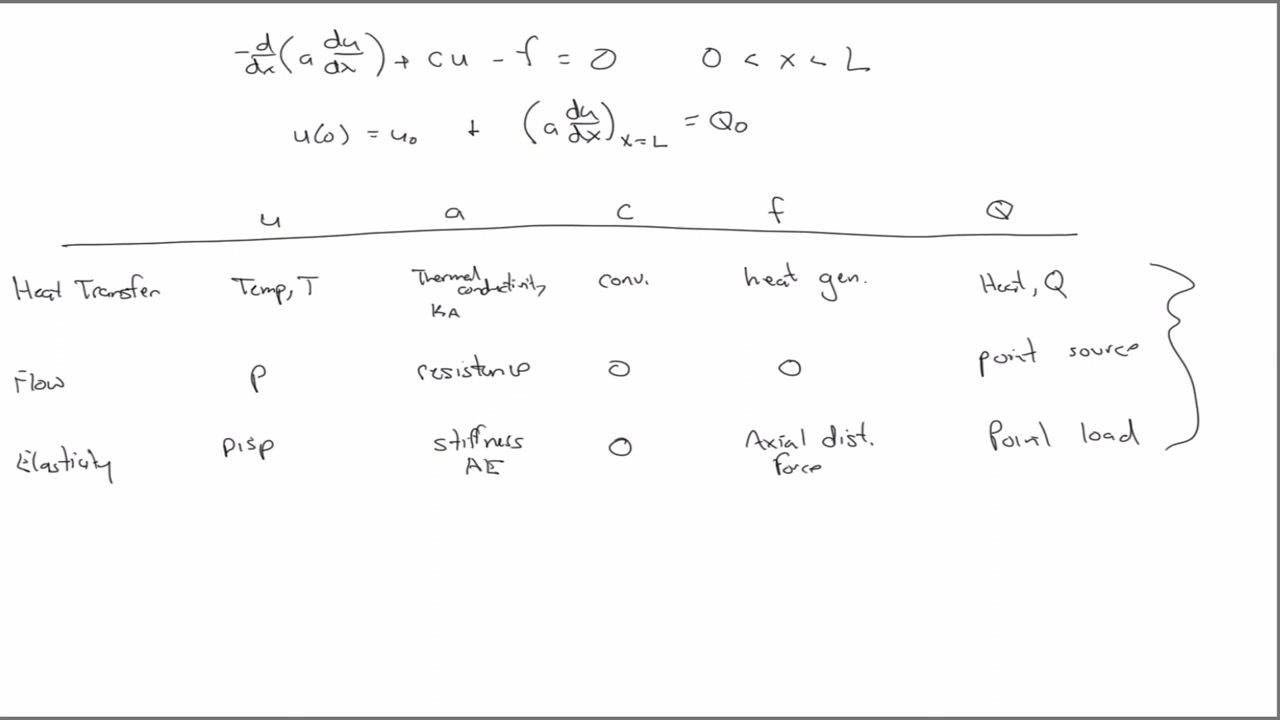 -d/dx (a du/dx) + cu - f = 0 0 < x < L
u(0) = u₀ + (a du/dx)ₓ₌L = Q₀
u a c f Q
Heat Transfer Temp, T Thermal conductivity KA conv. heat gen. Heat, Q
Flow P resistence 0 0 point source
Elasticity Disp stiffness AE 0 Axial dist. force Point load